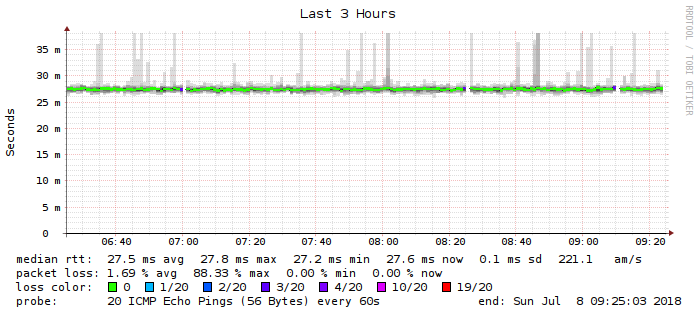 Last 3 Hours
RRDTOOL / TOBI OETIKER
Seconds
35 m
30 m
25 m
20 m
15 m
10 m
5 m
0
06:40 07:00 07:20 07:40 08:00 08:20 08:40 09:00 09:20
median rtt: 27.5 ms avg 27.8 ms max 27.2 ms min 27.6 ms now 0.1 ms sd 221.1 am/s
packet loss: 1.69 % avg 88.33 % max 0.00 % min 0.00 % now
loss color: 0 1/20 2/20 3/20 4/20 10/20 19/20
probe: 20 ICMP Echo Pings (56 Bytes) every 60s end: Sun Jul 8 09:25:03 2018